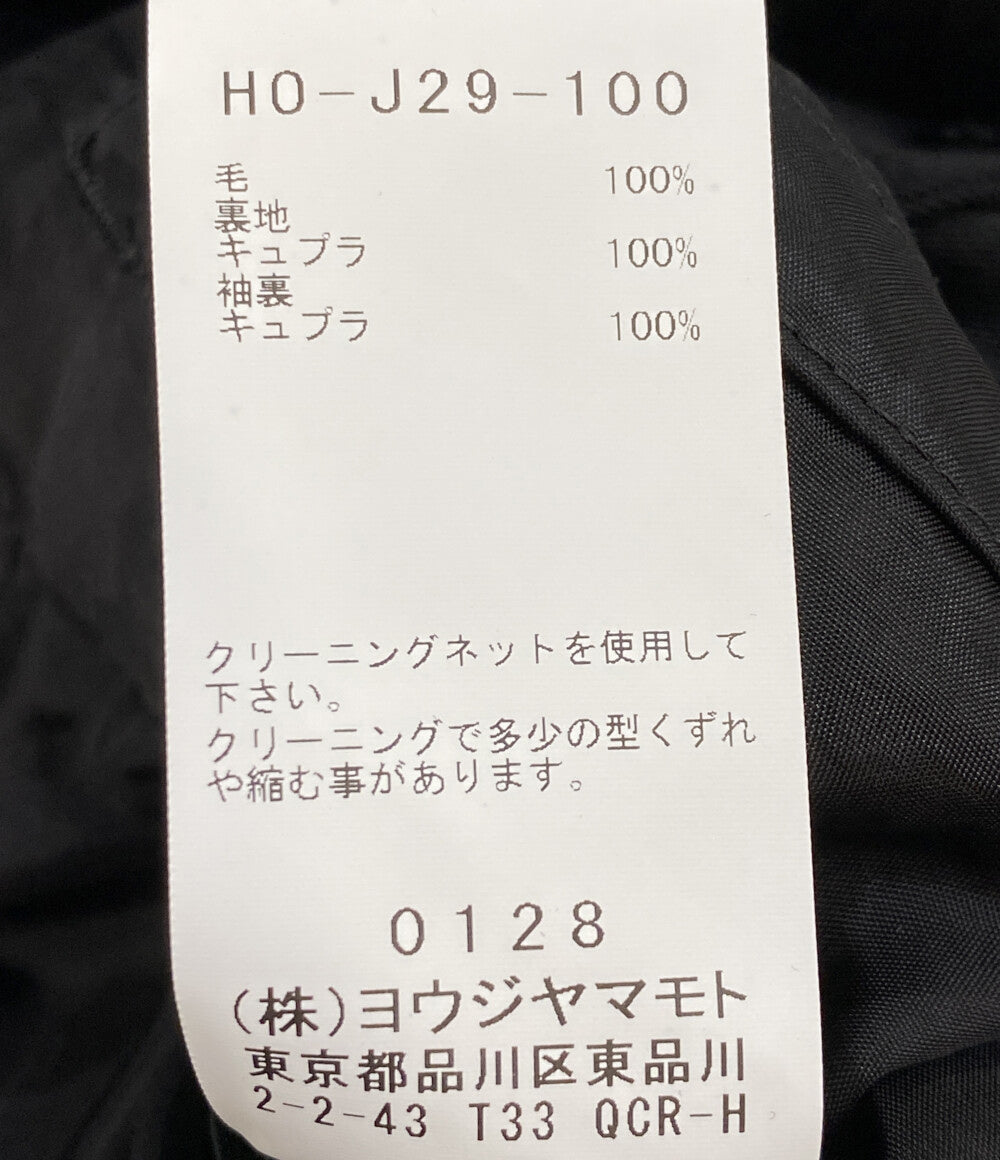 HO-J29-100
毛 100%
裏地
キュプラ 100%
袖裏
キュプラ 100%
クリーニングネットを使用して
下さい。
クリーニングで多少の型くずれ
や縮む事があります。
0128
(株)ヨウジヤマモト
東京都品川区東品川
2-2-43 T33 QCR-H